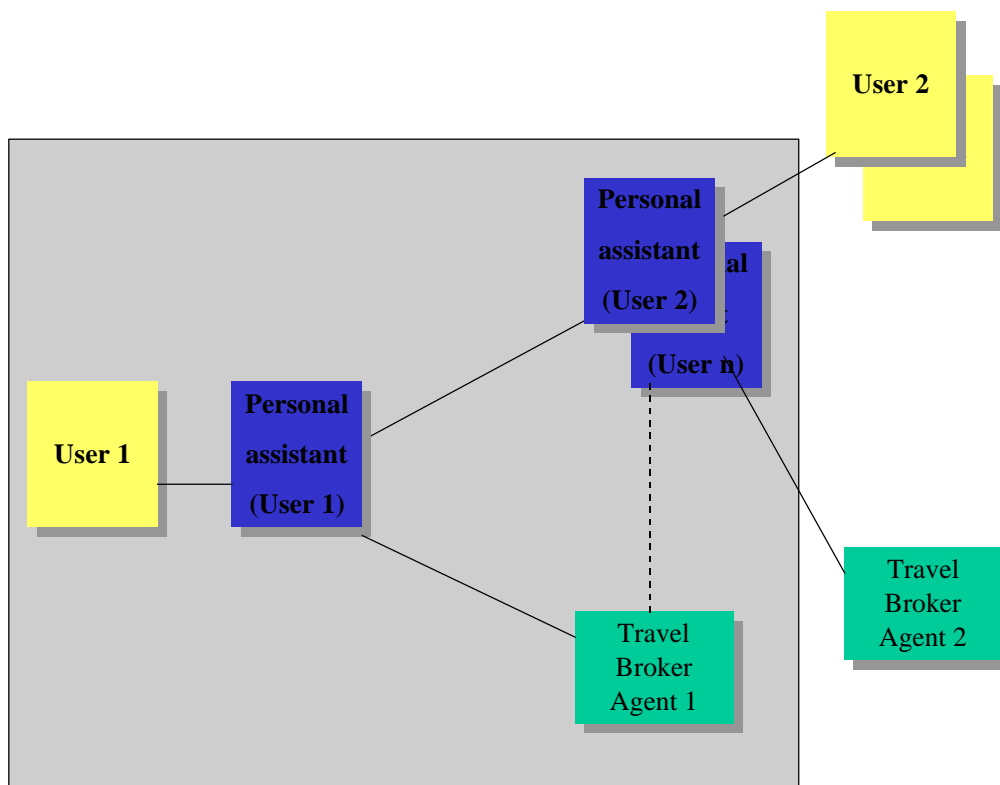 User 2
Personal
assistant
(User 2)
al
(User n)
User 1
Personal
assistant
(User 1)
Travel
Broker
Agent 1
Travel
Broker
Agent 2